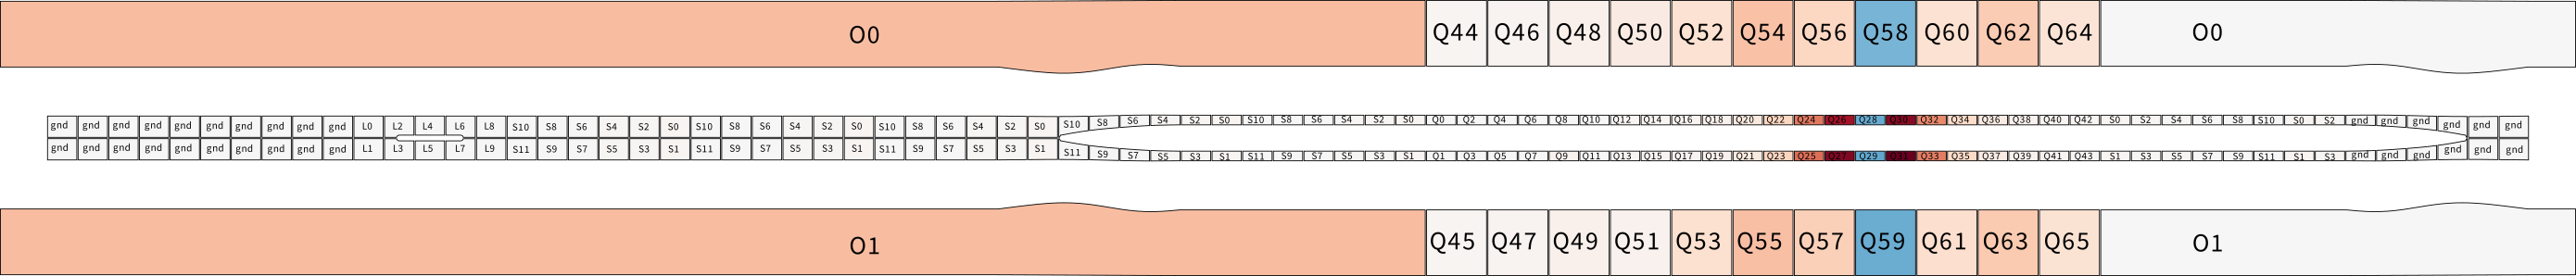 O0 Q44 Q46 Q48 Q50 Q52 Q54 Q56 Q58 Q60 Q62 Q64 O0
gnd gnd gnd gnd gnd gnd gnd gnd gnd gnd L0 L2 L4 L6 L8 S10 S8 S6 S4 S2 S0 S10 S8 S6 S4 S2 S0 S10 S8 S6 S4 S2 S0 S10 S8 S6 S4 S2 S0 S10 S8 S6 S4 S2 S0 Q0 Q2 Q4 Q6 Q8 Q10 Q12 Q14 Q16 Q18 Q20 Q22 Q24 Q26 Q28 Q30 Q32 Q34 Q36 Q38 Q40 Q42 S0 S2 S4 S6 S8 S10 S0 S2 gnd gnd gnd gnd gnd gnd
gnd gnd gnd gnd gnd gnd gnd gnd gnd gnd L1 L3 L5 L7 L9 S11 S9 S7 S5 S3 S1 S11 S9 S7 S5 S3 S1 S11 S9 S7 S5 S3 S1 S11 S9 S7 S5 S3 S1 S11 S9 S7 S5 S3 S1 Q1 Q3 Q5 Q7 Q9 Q11 Q13 Q15 Q17 Q19 Q21 Q23 Q25 Q27 Q29 Q31 Q33 Q35 Q37 Q39 Q41 Q43 S1 S3 S5 S7 S9 S11 S1 S3 gnd gnd gnd gnd gnd gnd
O1 Q45 Q47 Q49 Q51 Q53 Q55 Q57 Q59 Q61 Q63 Q65 O1